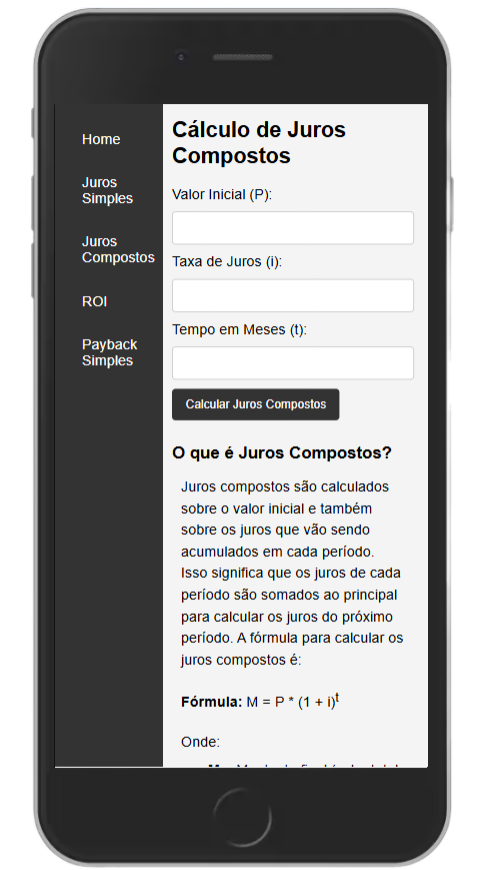 Home
Juros
Simples
Juros
Compostos
ROI
Payback
Simples
Cálculo de Juros
Compostos
Valor Inicial (P):
Taxa de Juros (i):
Tempo em Meses (t):
Calcular Juros Compostos
O que é Juros Compostos?
Juros compostos são calculados
sobre o valor inicial e também
sobre os juros que vão sendo
acumulados em cada período.
Isso significa que os juros de cada
período são somados ao principal
para calcular os juros do próximo
período. A fórmula para calcular os
juros compostos é:
Fórmula: M = P * (1 + i)^t
Onde: